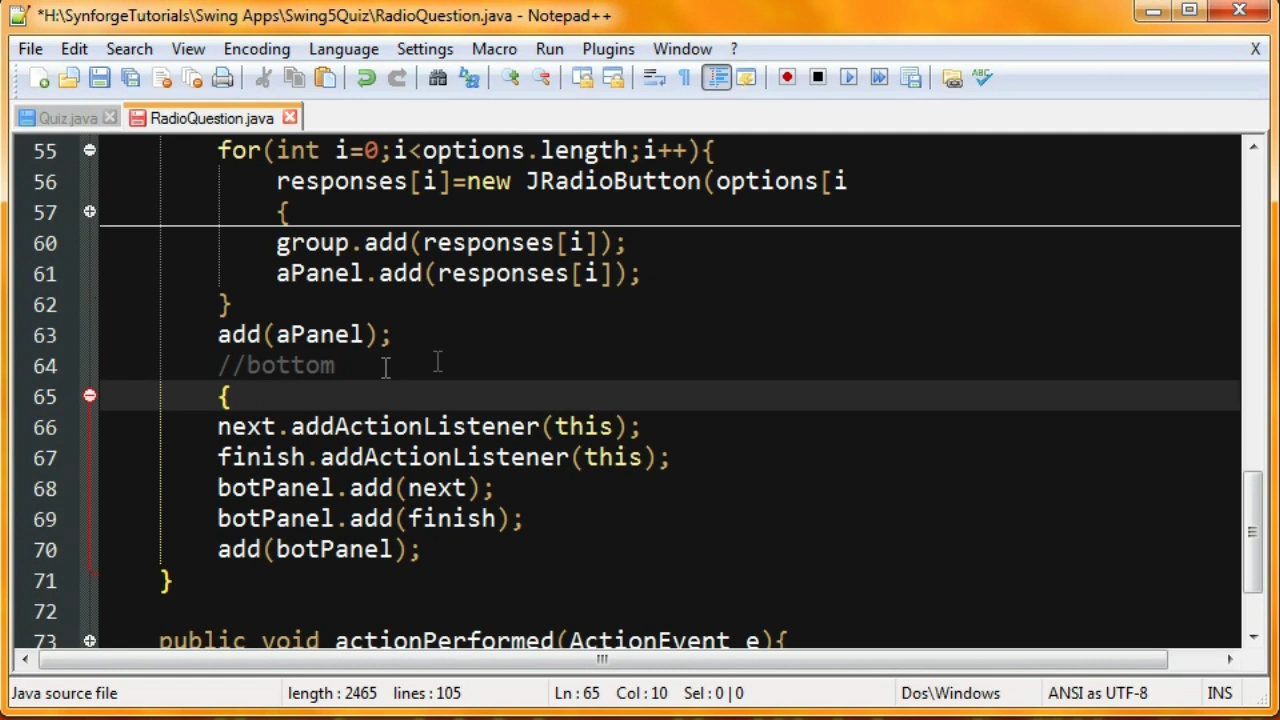 *H:\SynforgeTutorials\Swing Apps\Swing5Quiz\RadioQuestion.java - Notepad++
File Edit Search View Encoding Language Settings Macro Run Plugins Window ? X
Quiz.java RadioQuestion.java
55 for(int i=0;i<options.length;i++){
56 responses[i]=new JRadioButton(options[i
57 {
60 group.add(responses[i]);
61 aPanel.add(responses[i]);
62 }
63 add(aPanel);
64 //bottom
65 {
66 next.addActionListener(this);
67 finish.addActionListener(this);
68 botPanel.add(next);
69 botPanel.add(finish);
70 add(botPanel);
71 }
72
73 public void actionPerformed(ActionEvent e){
Java source file length : 2465 lines : 105 Ln : 65 Col : 10 Sel : 0 | 0 Dos\Windows ANSI as UTF-8 INS